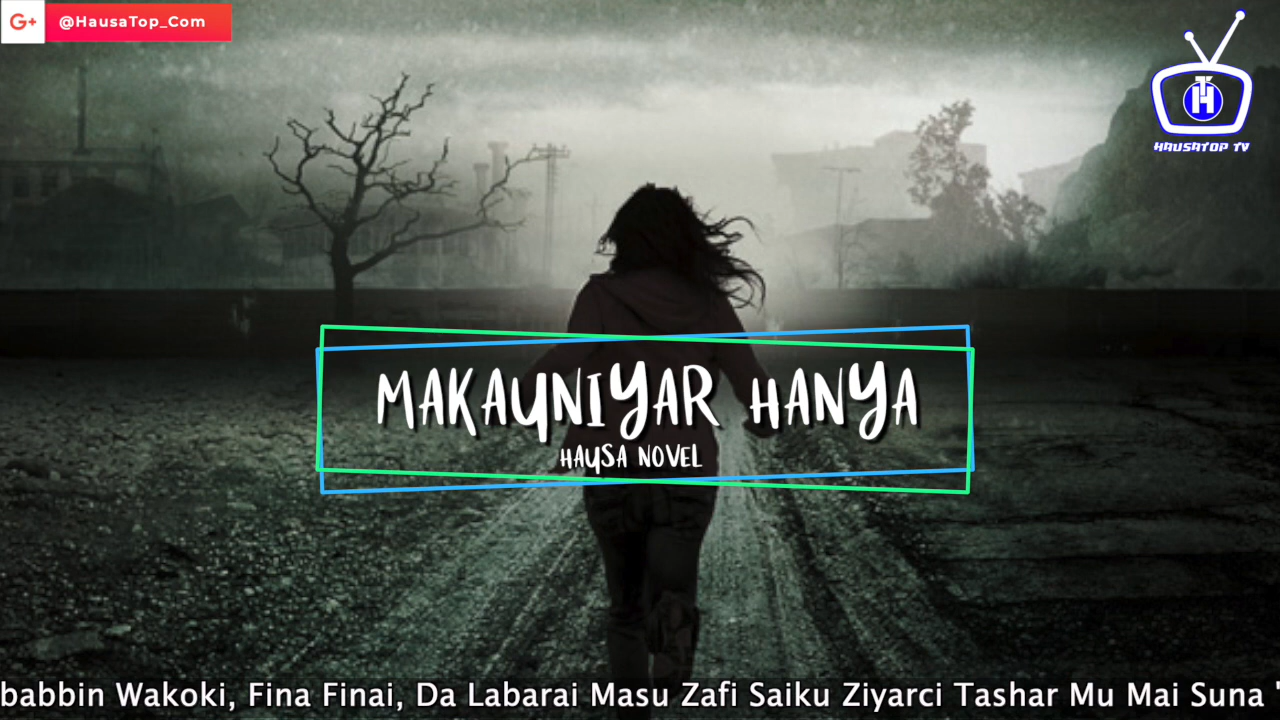 G+ @HausaTop_Com
HAUSATOP TV
MAKAUNIYAR HANYA
HAUSA NOVEL
babbin Wakoki, Fina Finai, Da Labarai Masu Zafi Saiku Ziyarci Tashar Mu Mai Suna "